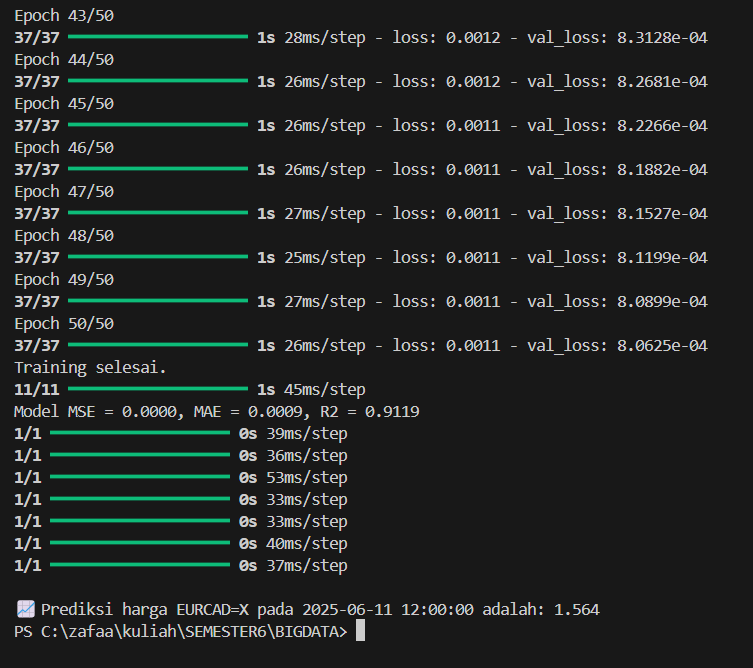 Epoch 43/50
37/37 1s 28ms/step - loss: 0.0012 - val_loss: 8.3128e-04
Epoch 44/50
37/37 1s 26ms/step - loss: 0.0012 - val_loss: 8.2681e-04
Epoch 45/50
37/37 1s 26ms/step - loss: 0.0011 - val_loss: 8.2266e-04
Epoch 46/50
37/37 1s 26ms/step - loss: 0.0011 - val_loss: 8.1882e-04
Epoch 47/50
37/37 1s 27ms/step - loss: 0.0011 - val_loss: 8.1527e-04
Epoch 48/50
37/37 1s 25ms/step - loss: 0.0011 - val_loss: 8.1199e-04
Epoch 49/50
37/37 1s 27ms/step - loss: 0.0011 - val_loss: 8.0899e-04
Epoch 50/50
37/37 1s 26ms/step - loss: 0.0011 - val_loss: 8.0625e-04
Training selesai.
11/11 1s 45ms/step
Model MSE = 0.0000, MAE = 0.0009, R2 = 0.9119
1/1 0s 39ms/step
1/1 0s 36ms/step
1/1 0s 53ms/step
1/1 0s 33ms/step
1/1 0s 33ms/step
1/1 0s 40ms/step
1/1 0s 37ms/step
📈 Prediksi harga EURCAD=X pada 2025-06-11 12:00:00 adalah: 1.564
PS C:\zafaa\kuliah\SEMESTER6\BIGDATA>